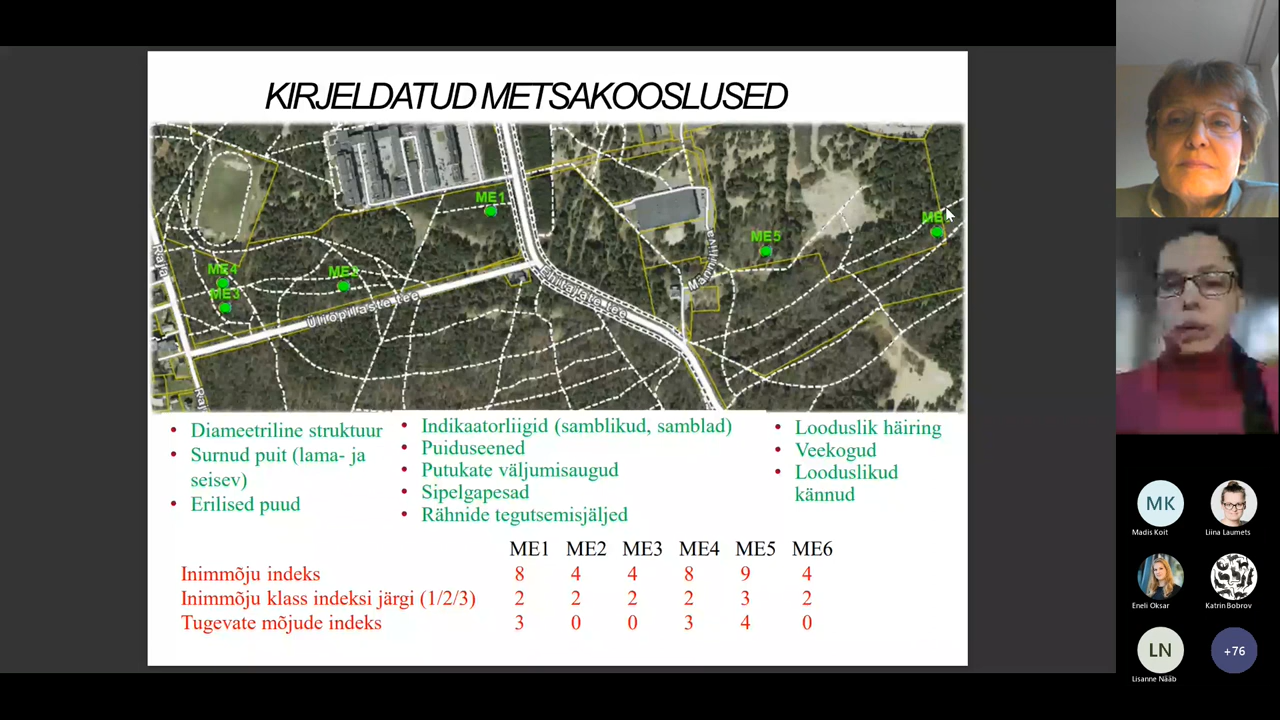 KIRJELDATUD METSAKOOSLUSED
ME1
ME
ME5
ME4
ME2
ME3
Raja
Üliõpilaste tee
Ehitajate tee
Männiliiva
Raja
• Diameetriline struktuur
• Surnud puit (lama- ja
seisev)
• Erilised puud
• Indikaatorliigid (samblikud, samblad)
• Puiduseened
• Putukate väljumisaugud
• Sipelgapesad
• Rähnide tegutsemisjäljed
• Looduslik häiring
• Veekogud
• Looduslikud
kännud
ME1 ME2 ME3 ME4 ME5 ME6
Inimmõju indeks 8 4 4 8 9 4
Inimmõju klass indeksi järgi (1/2/3) 2 2 2 2 3 2
Tugevate mõjude indeks 3 0 0 3 4 0
MK
Madis Koit
Liina Laumets
Eneli Oksar
Katrin Bobrov
LN
+76
Lisanne Nääb